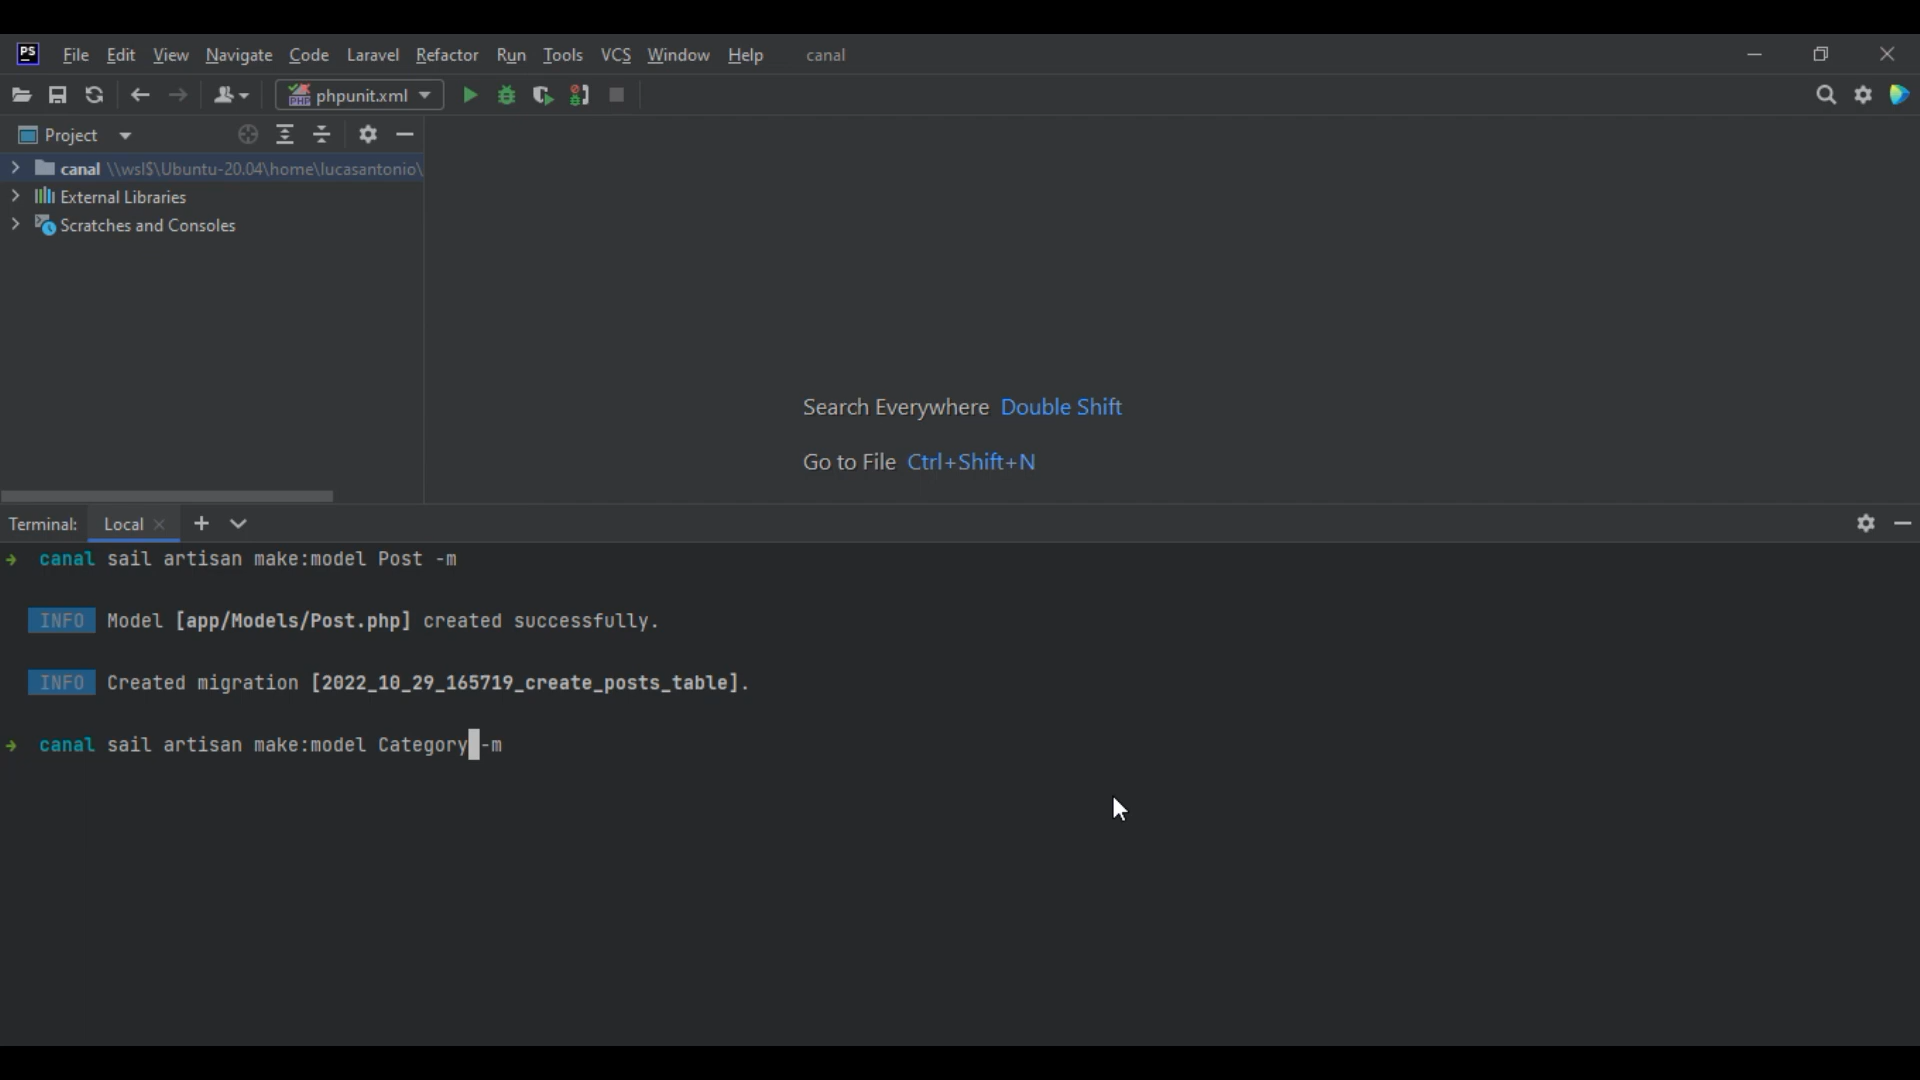 PS File Edit View Navigate Code Laravel Refactor Run Tools VCS Window Help canal
PHP phpunit.xml
Project
canal \\wsl$\Ubuntu-20.04\home\lucasantonio\
External Libraries
Scratches and Consoles
Search Everywhere Double Shift
Go to File Ctrl+Shift+N
Terminal: Local
→ canal sail artisan make:model Post -m
INFO Model [app/Models/Post.php] created successfully.
INFO Created migration [2022_10_29_165719_create_posts_table].
→ canal sail artisan make:model Category -m